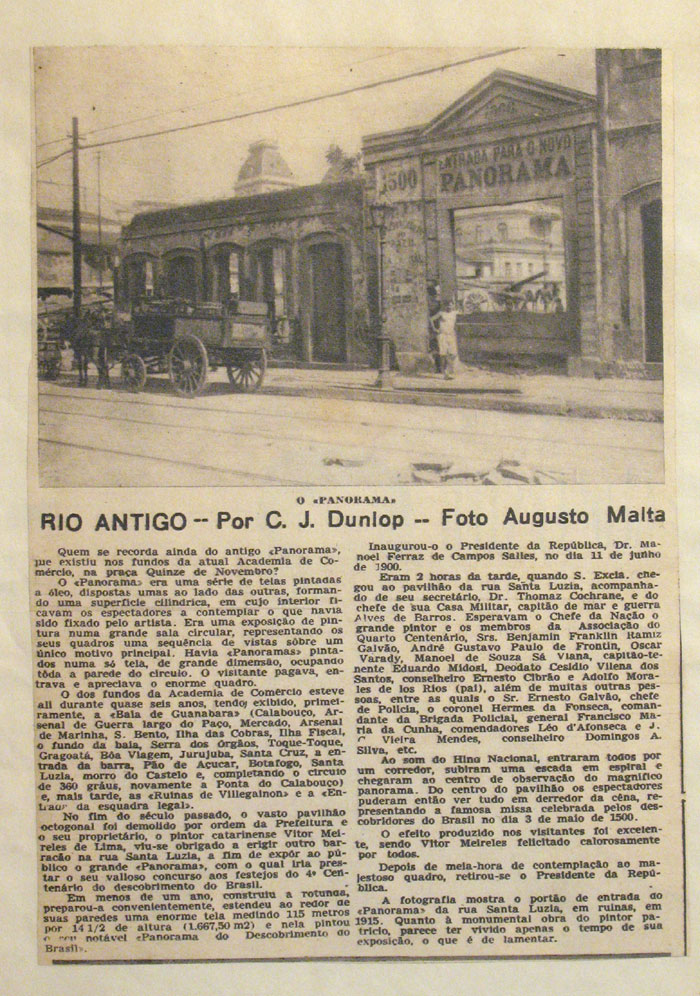 1500
ENTRADA PARA O NOVO
PANORAMA
O «PANORAMA»
RIO ANTIGO -- Por C. J. Dunlop -- Foto Augusto Malta
Quem se recorda ainda do antigo «Panorama»,
que existiu nos fundos da atual Academia de Co-
mércio, na praça Quinze de Novembro?
O «Panorama» era uma série de telas pintadas
a óleo, dispostas umas ao lado das outras, forman-
do uma superfície cilíndrica, em cujo interior fi-
cavam os espectadores a contemplar o que havia
sido fixado pelo artista. Era uma exposição de pin-
tura numa grande sala circular, representando os
seus quadros uma sequência de vistas sôbre um
único motivo principal. Havia «Panoramas» pinta-
dos numa só tela, de grande dimensão, ocupando
tôda a parede do círculo. O visitante pagava, en-
trava e apreciava o enorme quadro.
O dos fundos da Academia de Comércio esteve
ali durante quase seis anos, tendo exibido, primei-
ramente, a «Baía de Guanabara» (Calabouço, Ar-
senal de Guerra largo do Paço, Mercado, Arsenal
de Marinha, S. Bento, Ilha das Cobras, Ilha Fiscal,
o fundo da baía, Serra dos órgãos, Toque-Toque,
Gragoatá, Bôa Viagem, Jurujuba, Santa Cruz, a en-
trada da barra, Pão de Açucar, Botafogo, Santa
Luzia, morro do Castelo e, completando o circulo
de 360 gráus, novamente a Ponta do Calabouço)
e, mais tarde, as «Ruinas de Villegainon» e a «En-
trada da esquadra legal».
No fim do século passado, o vasto pavilhão
octogonal foi demolido por ordem da Prefeitura e
o seu proprietário, o pintor catarinense Vitor Mei-
reles de Lima, viu-se obrigado a erigir outro bar-
racão na rua Santa Luzia, a fim de expôr ao pú-
blico o grande «Panorama», com o qual iria pres-
tar o seu valioso concurso aos festejos do 4º Cen-
tenário do descobrimento do Brasil.
Em menos de um ano, construiu a rotunda,
preparou-a convenientemente, estendeu ao redor de
suas paredes uma enorme tela medindo 115 metros
por 14 1/2 de altura (1.667,50 m2) e nela pintou
o seu notável «Panorama do Descobrimento do
Brasil».
Inaugurou-o o Presidente da República, Dr. Ma-
noel Ferraz de Campos Salles, no dia 11 de junho
de 1900.
Eram 2 horas da tarde, quando S. Excia. che-
gou ao pavilhão da rua Santa Luzia, acompanha-
do de seu secretário, Dr. Thomaz Cochrane, e do
chefe de sua Casa Militar, capitão de mar e guerra
Alves de Barros. Esperavam o Chefe da Nação o
grande pintor e os membros da Associação do
Quarto Centenário, Srs. Benjamin Franklin Ramiz
Galvão, André Gustavo Paulo de Frontin, Oscar
Varady, Manoel de Souza Sá Viana, capitão-te-
nente Eduardo Midosi, Deodato Cesidio Vilena dos
Santos, conselheiro Ernesto Cibrão e Adolfo Mora-
les de los Rios (pai), além de muitas outras pes-
soas, entre as quais o Sr. Ernesto Galvão, chefe
de Polícia, o coronel Hermes da Fonseca, coman-
dante da Brigada Policial, general Francisco Ma-
ria da Cunha, comendadores Léo d'Afonseca e J.
C Vieira Mendes, conselheiro Domingos A.
Silva, etc.
Ao som do Hino Nacional, entraram todos por
um corredor, subiram uma escada em espiral e
chegaram ao centro de observação do magnifico
panorama. Do centro do pavilhão os espectadores
puderam então ver tudo em derredor da cêna, re-
presentando a famosa missa celebrada pelos des-
cobridores do Brasil no dia 3 de maio de 1500.
O efeito produzido nos visitantes foi excelen-
te, sendo Vitor Meireles felicitado calorosamente
por todos.
Depois de meia-hora de contemplação ao ma-
jestoso quadro, retirou-se o Presidente da Repú-
blica.
A fotografia mostra o portão de entrada do
«Panorama» da rua Santa Luzia, em ruinas, em
1915. Quanto à monumental obra do pintor pa-
tricio, parece ter vivido apenas o tempo de sua
exposição, o que é de lamentar.